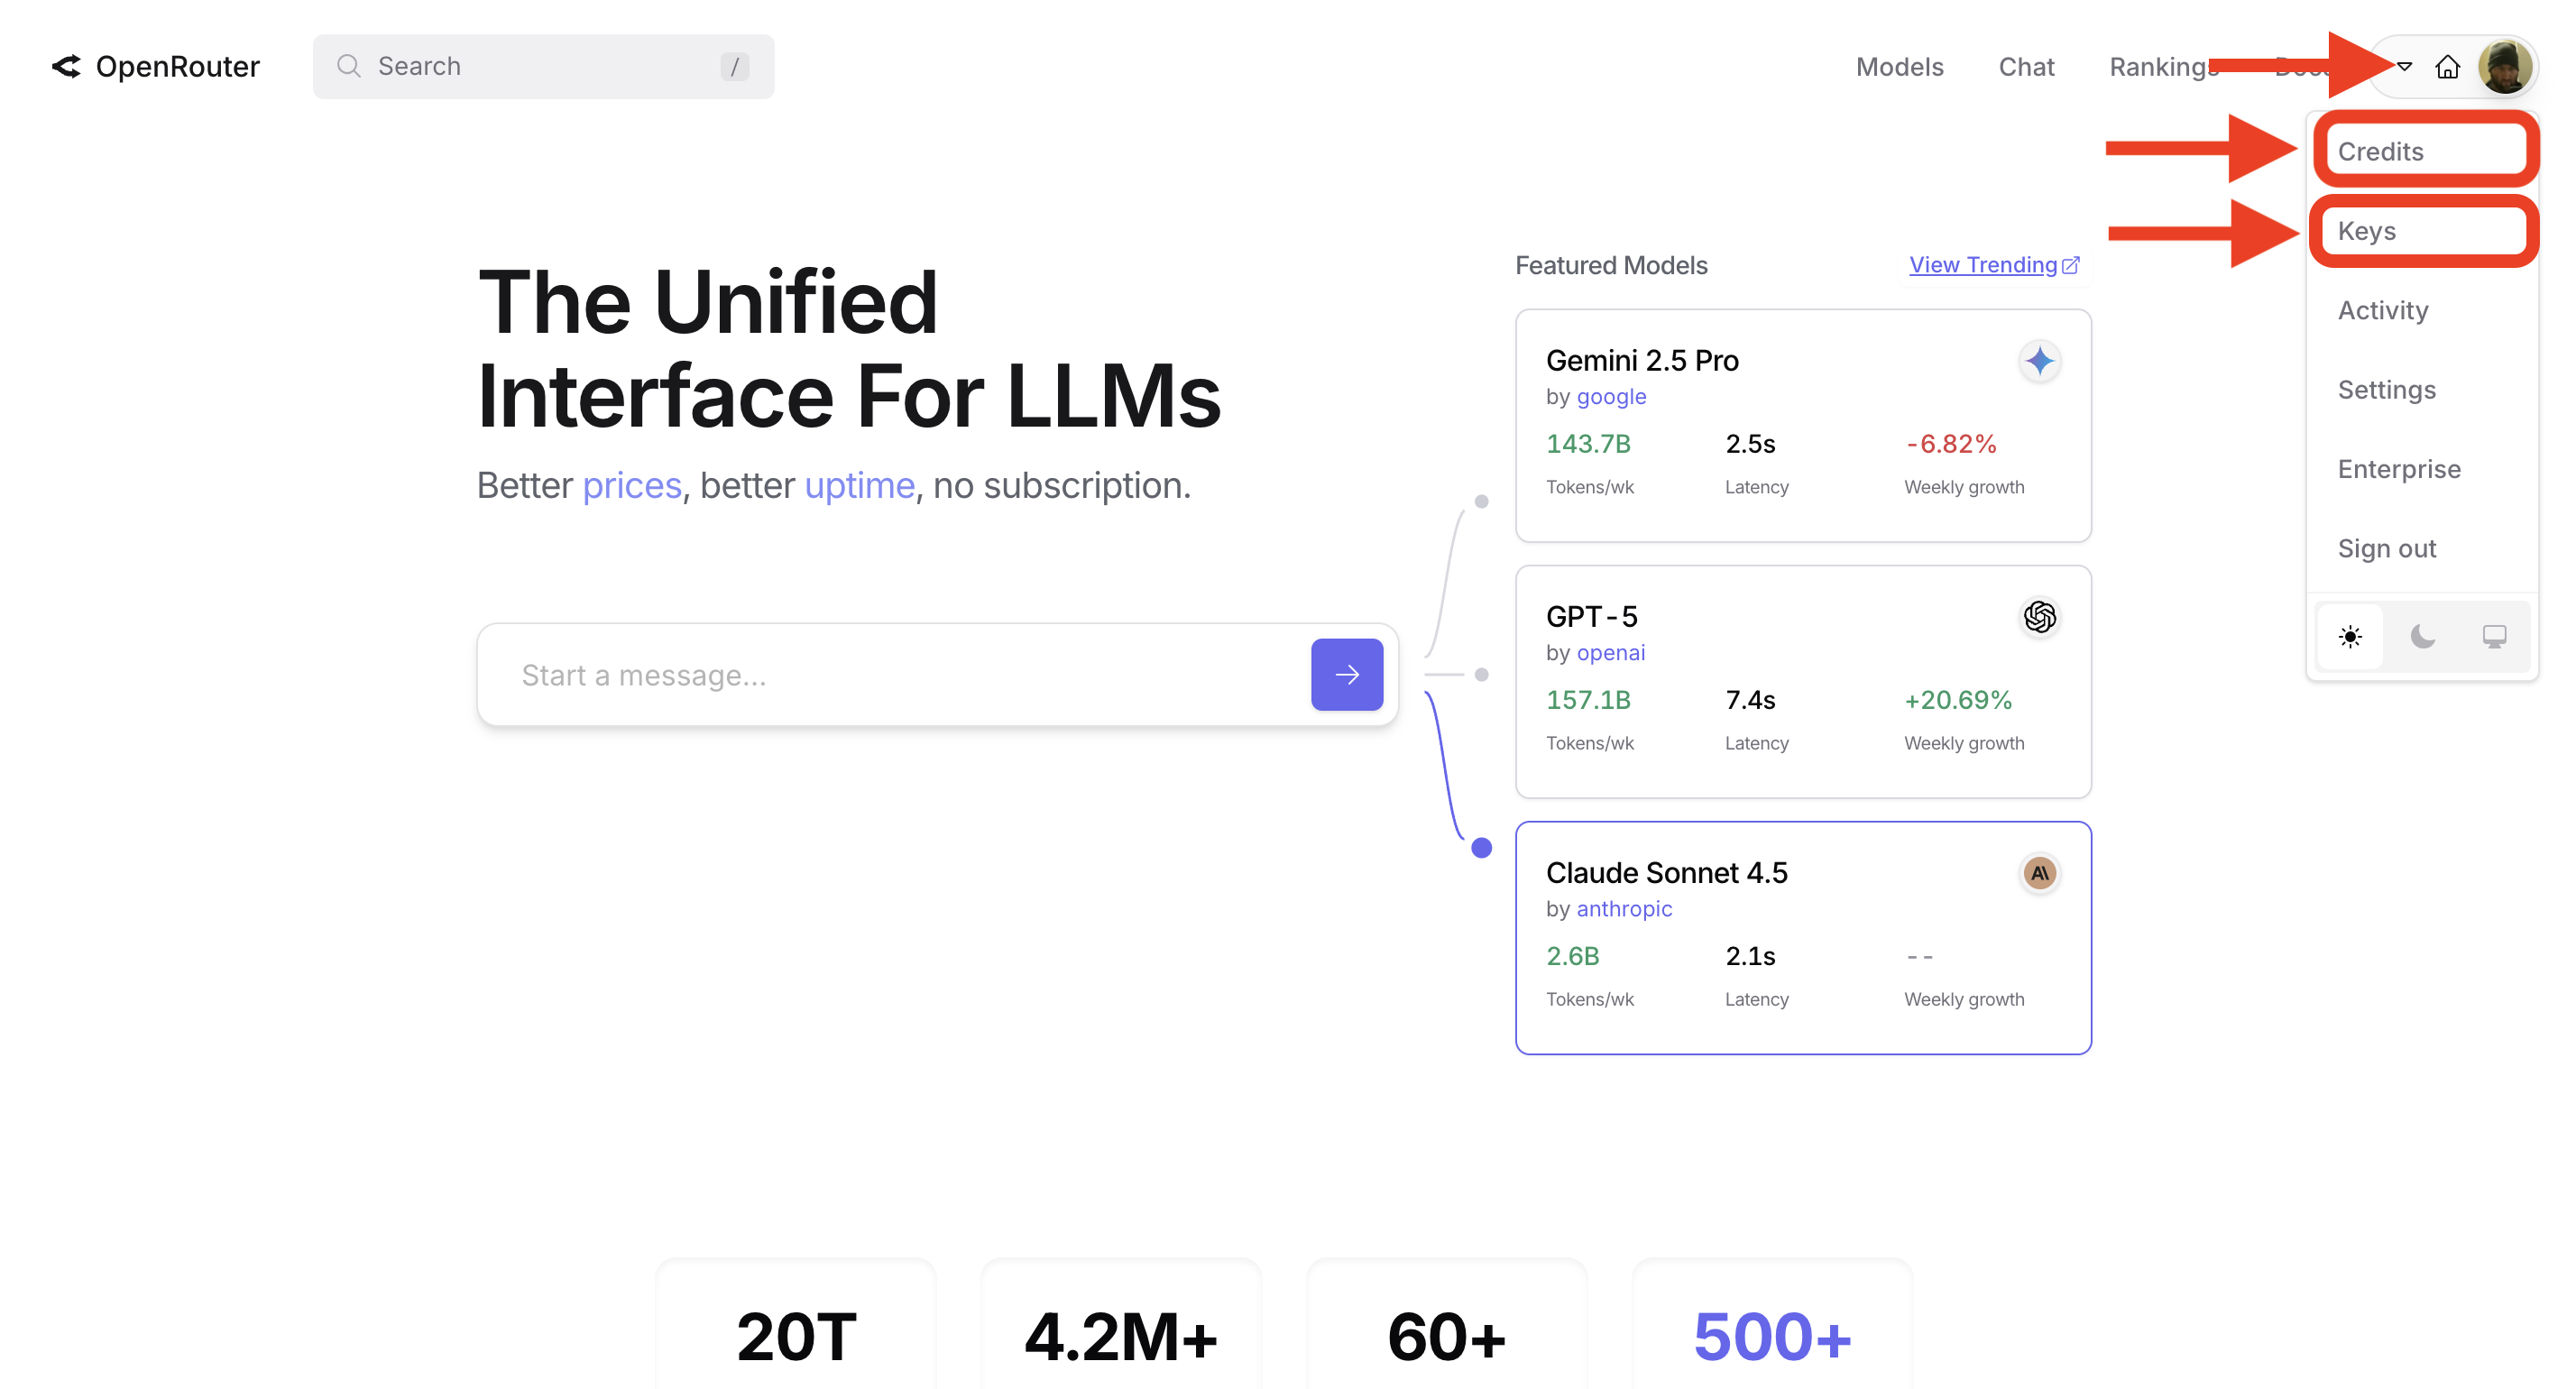 OpenRouter
Search /
Models Chat Rankings
Credits
Keys
Activity
Settings
Enterprise
Sign out
The Unified
Interface For LLMs
Better prices, better uptime, no subscription.
Start a message...
Featured Models
View Trending
Gemini 2.5 Pro
by google
143.7B 2.5s -6.82%
Tokens/wk Latency Weekly growth
GPT-5
by openai
157.1B 7.4s +20.69%
Tokens/wk Latency Weekly growth
Claude Sonnet 4.5
by anthropic
2.6B 2.1s --
Tokens/wk Latency Weekly growth
20T 4.2M+ 60+ 500+